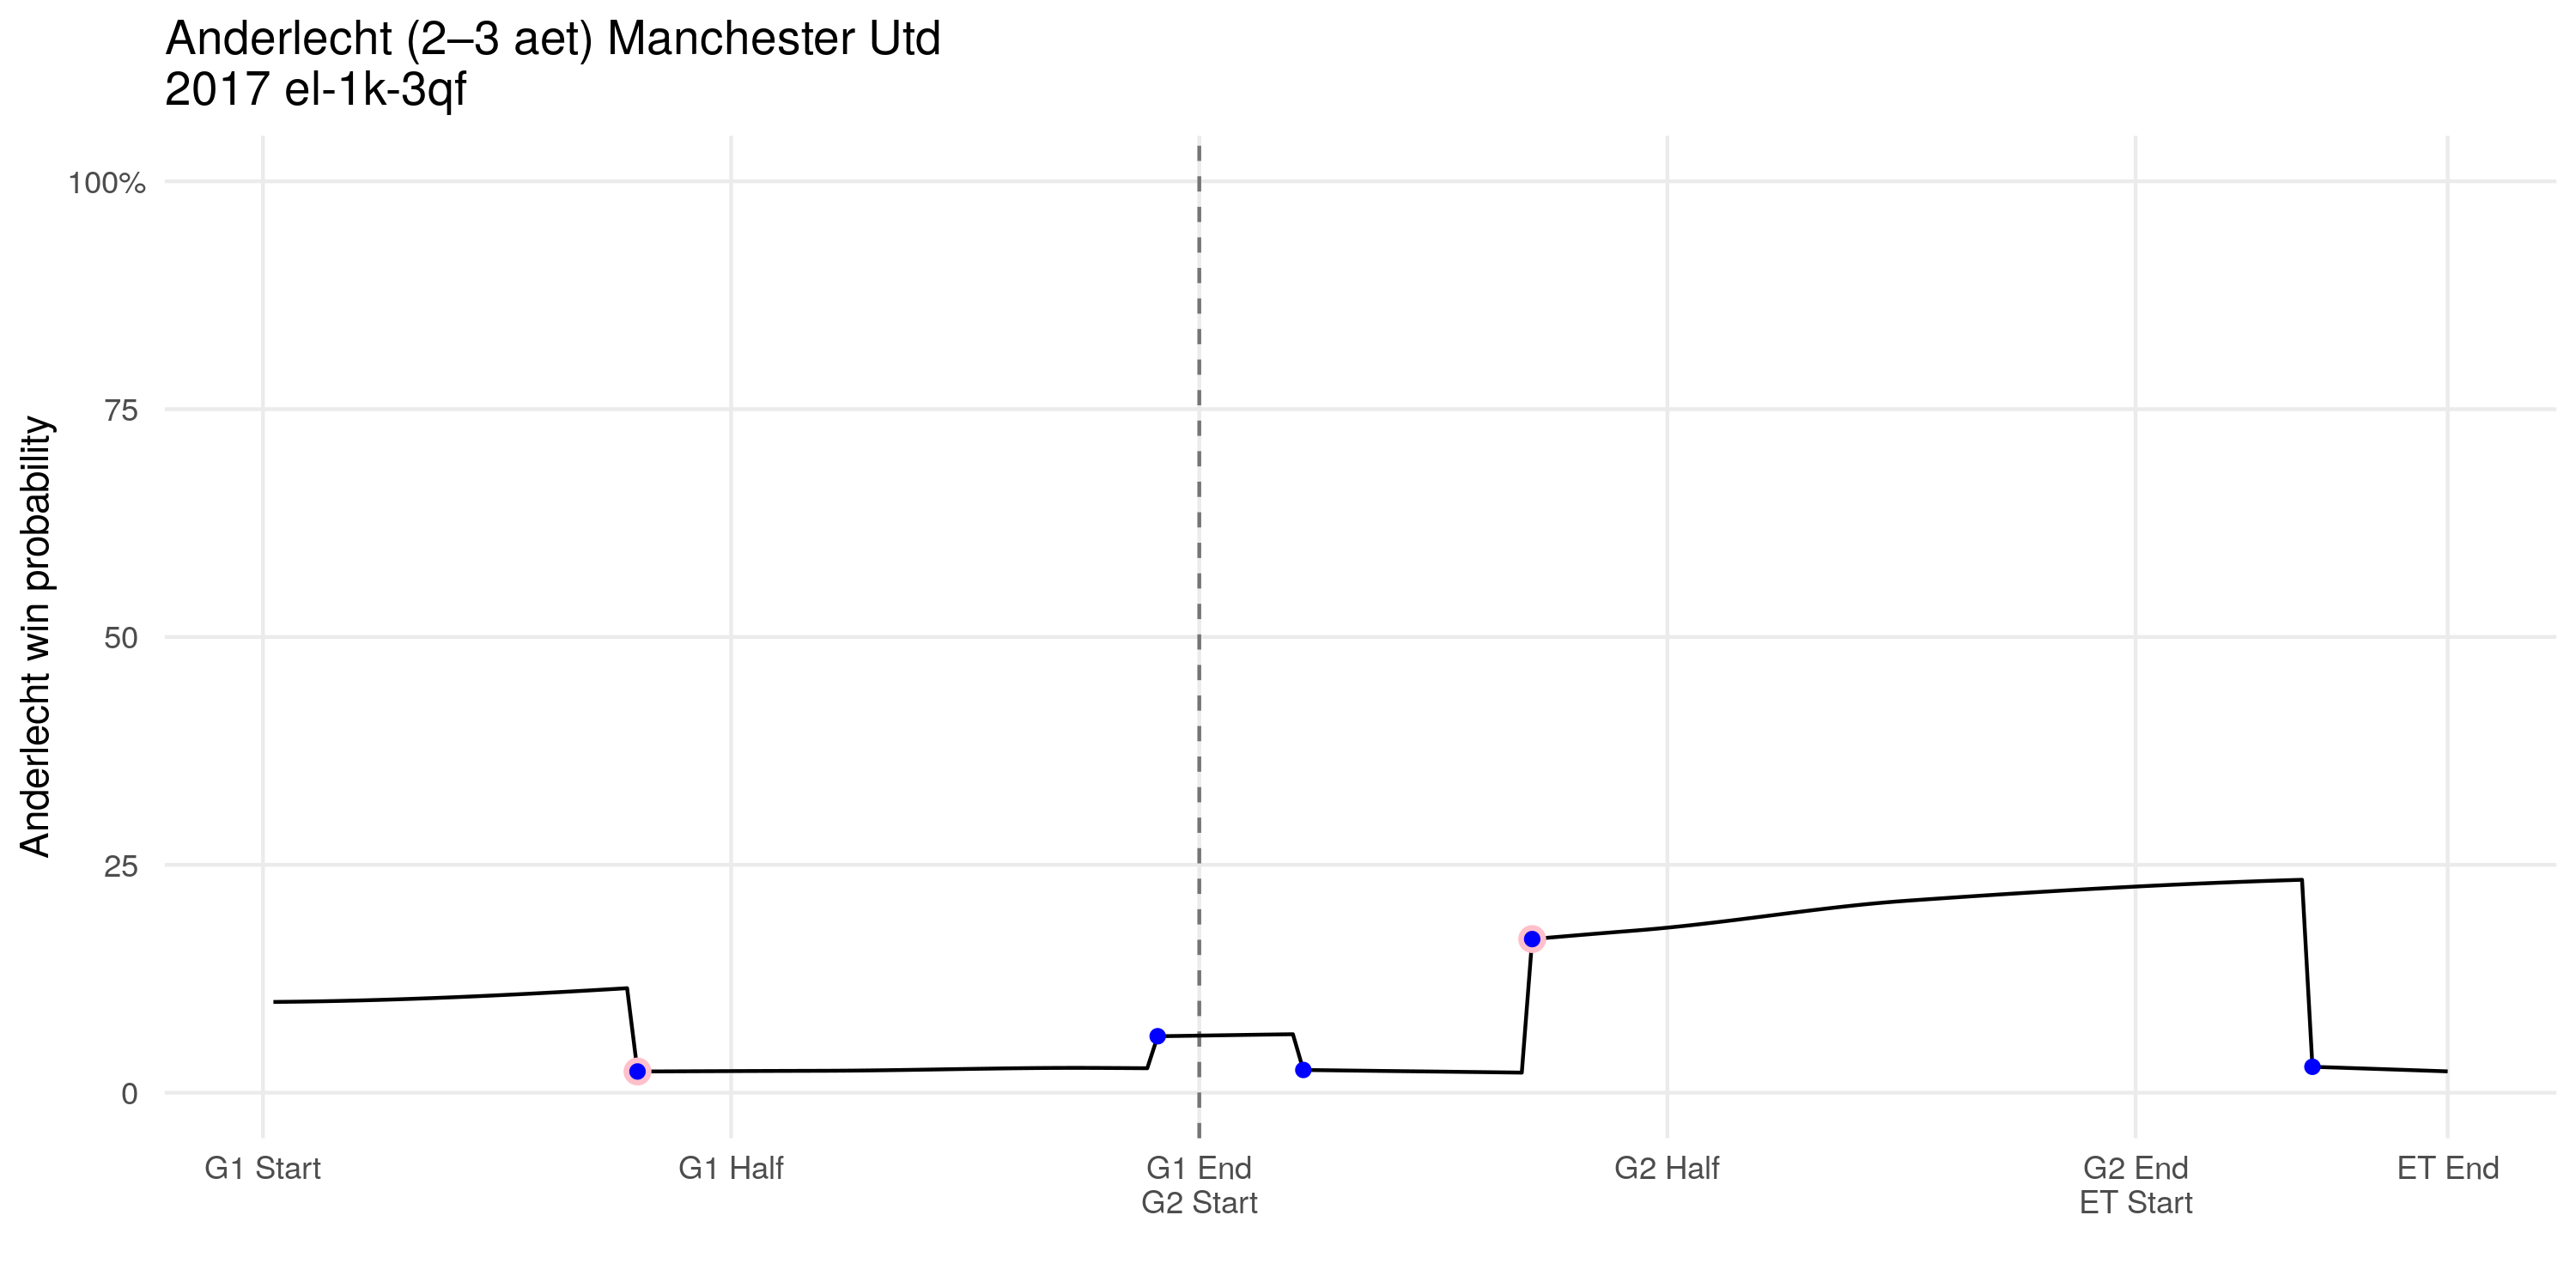 Anderlecht (2–3 aet) Manchester Utd
2017 el-1k-3qf
Anderlecht win probability
100%
75
50
25
0
G1 Start
G1 Half
G1 End
G2 Start
G2 Half
G2 End
ET Start
ET End